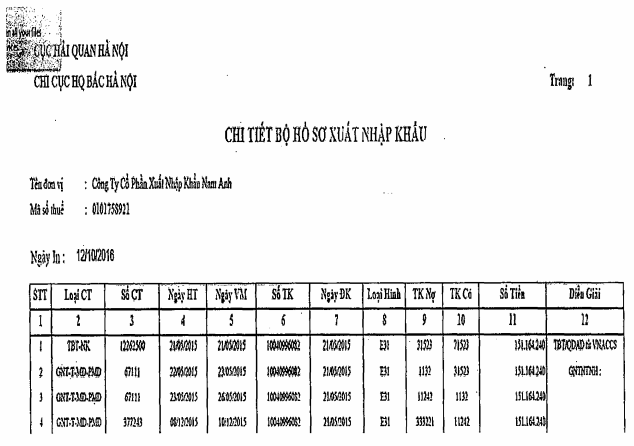 n all your files
CỤC HẢI QUAN HÀ NỘI
CHI CỤC HQ BẮC HÀ NỘI
Trang: 1
CHI TIẾT BỘ HỒ SƠ XUẤT NHẬP KHẨU
Tên đơn vị : Công Ty Cổ Phần Xuất Nhập Khẩu Nam Anh
Mã số thuế : 0101758921
Ngày In : 12/10/2016
STT Loại CT Số CT Ngày HT Ngày VM Số TK Ngày ĐK Loại Hình TK Nợ TK Có Số Tiền Diễn Giải
1 2 3 4 5 6 7 8 9 10 11 12
1 TBT-NK 12262500 21/05/2015 21/05/2015 10040996082 21/05/2015 E31 31523 71523 151.164.240 TBT/QDAD từ VNACCS
2 GNT-T-MD-PMD 67111 22/05/2015 23/05/2015 10040996082 21/05/2015 E31 1132 31523 151.164.240 GNTNTNH :
3 GNT-T-MD-PMD 67111 23/05/2015 26/05/2015 10040996082 21/05/2015 E31 11242 1132 151.164.240
4 GNT-T-MD-PMD 377243 08/12/2015 10/12/2015 10040996082 21/05/2015 E31 333221 11242 151.164.240